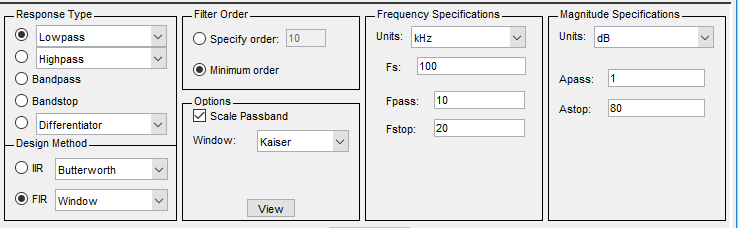 Response Type
Lowpass
Highpass
Bandpass
Bandstop
Differentiator
Design Method
IIR Butterworth
FIR Window
Filter Order
Specify order: 10
Minimum order
Options
Scale Passband
Window: Kaiser
View
Frequency Specifications
Units: kHz
Fs: 100
Fpass: 10
Fstop: 20
Magnitude Specifications
Units: dB
Apass: 1
Astop: 80